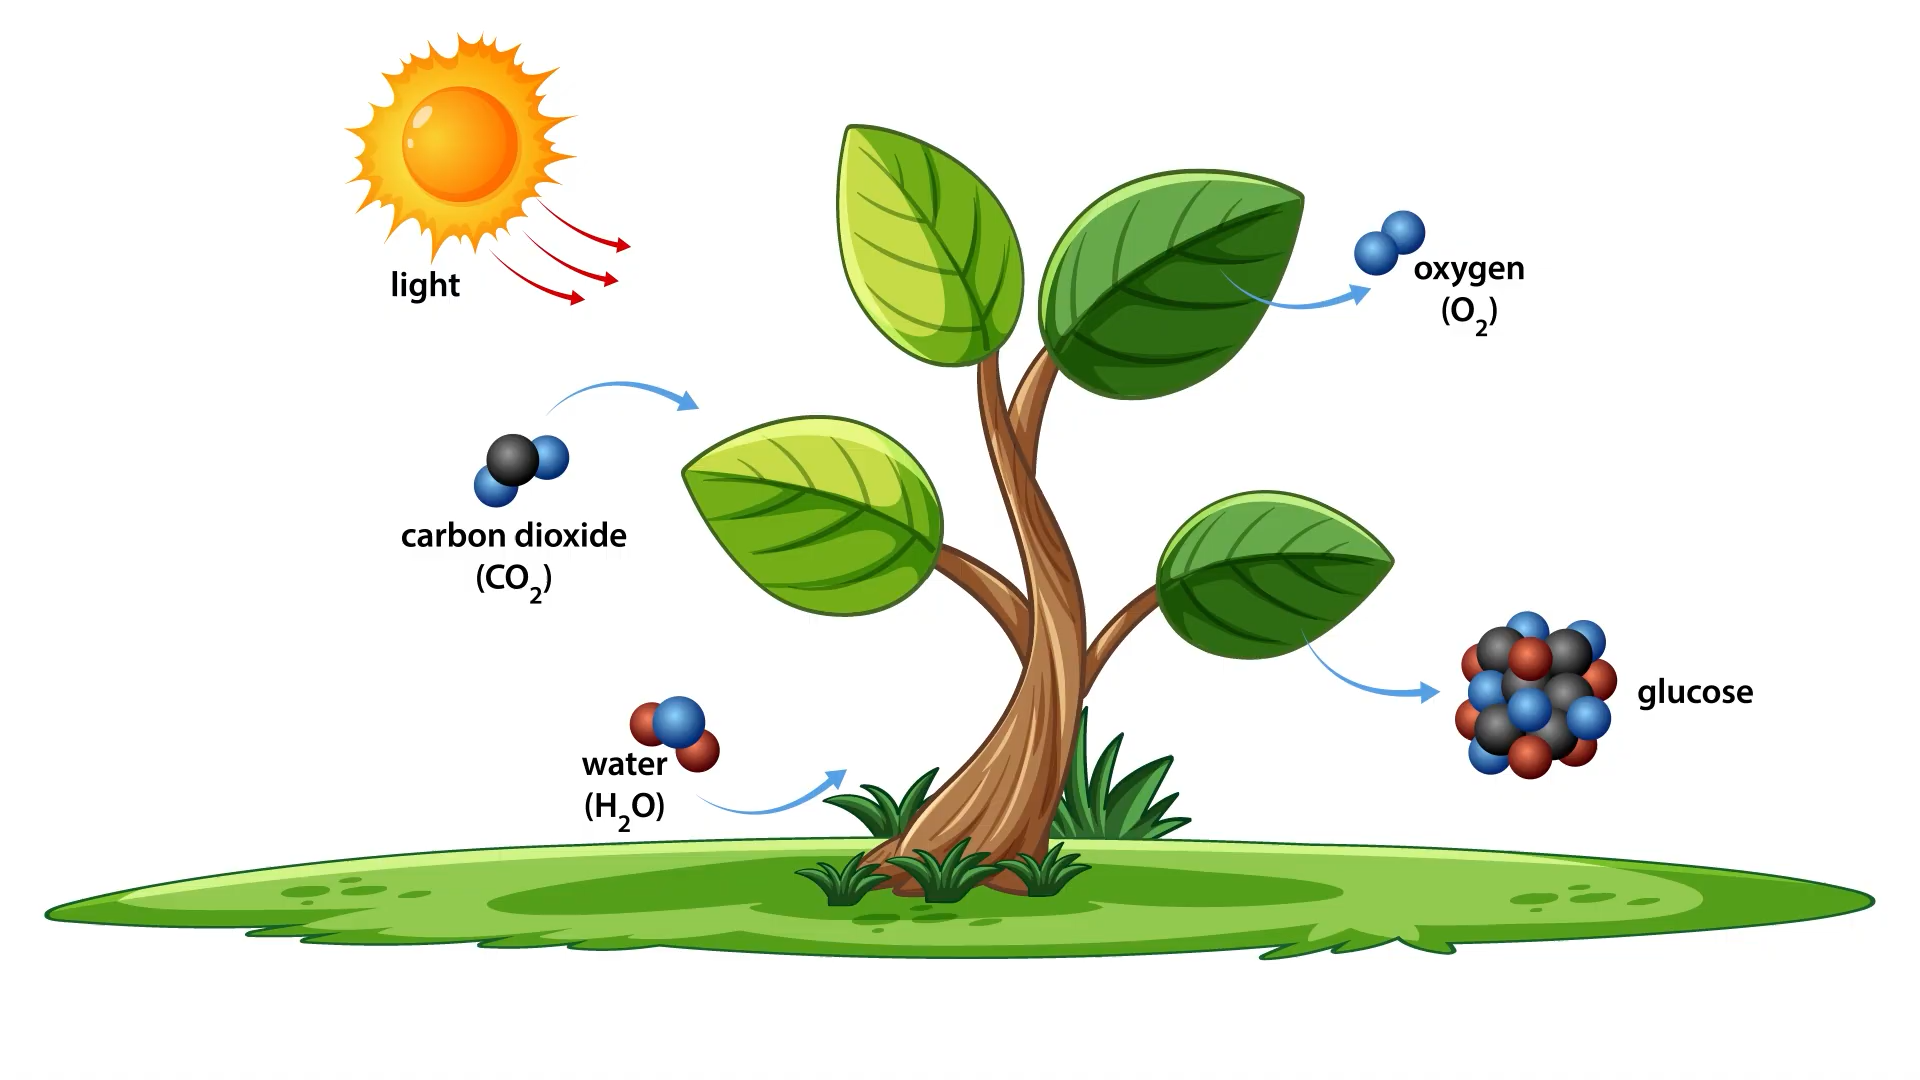 light
oxygen
(O₂)
carbon dioxide
(CO₂)
glucose
water
(H₂O)